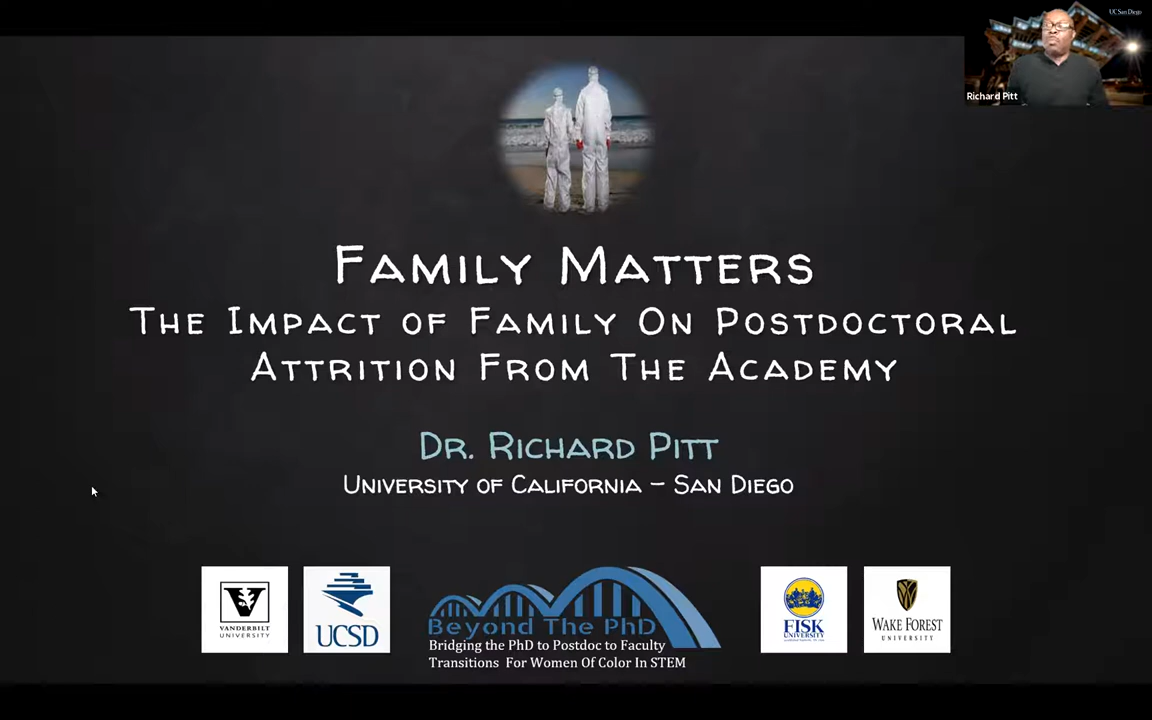 UC San Diego
Richard Pitt
FAMILY MATTERS
THE IMPACT OF FAMILY ON POSTDOCTORAL
ATTRITION FROM THE ACADEMY
DR. RICHARD PITT
UNIVERSITY OF CALIFORNIA – SAN DIEGO
VANDERBILT
UNIVERSITY
UCSD
Beyond The PhD
Bridging the PhD to Postdoc to Faculty
Transitions For Women Of Color In STEM
FISK
UNIVERSITY
WAKE FOREST
UNIVERSITY